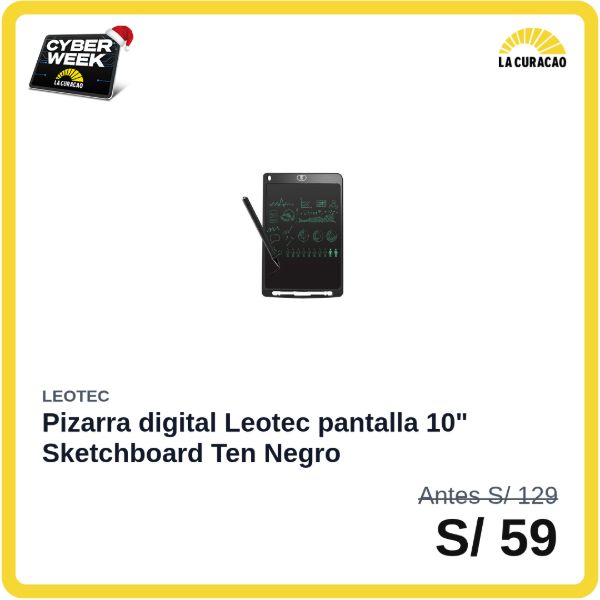 CYBER
WEEK
LA CURACAO
LA CURACAO
LEOTEC
Pizarra digital Leotec pantalla 10"
Sketchboard Ten Negro
Antes S/ 129
S/ 59